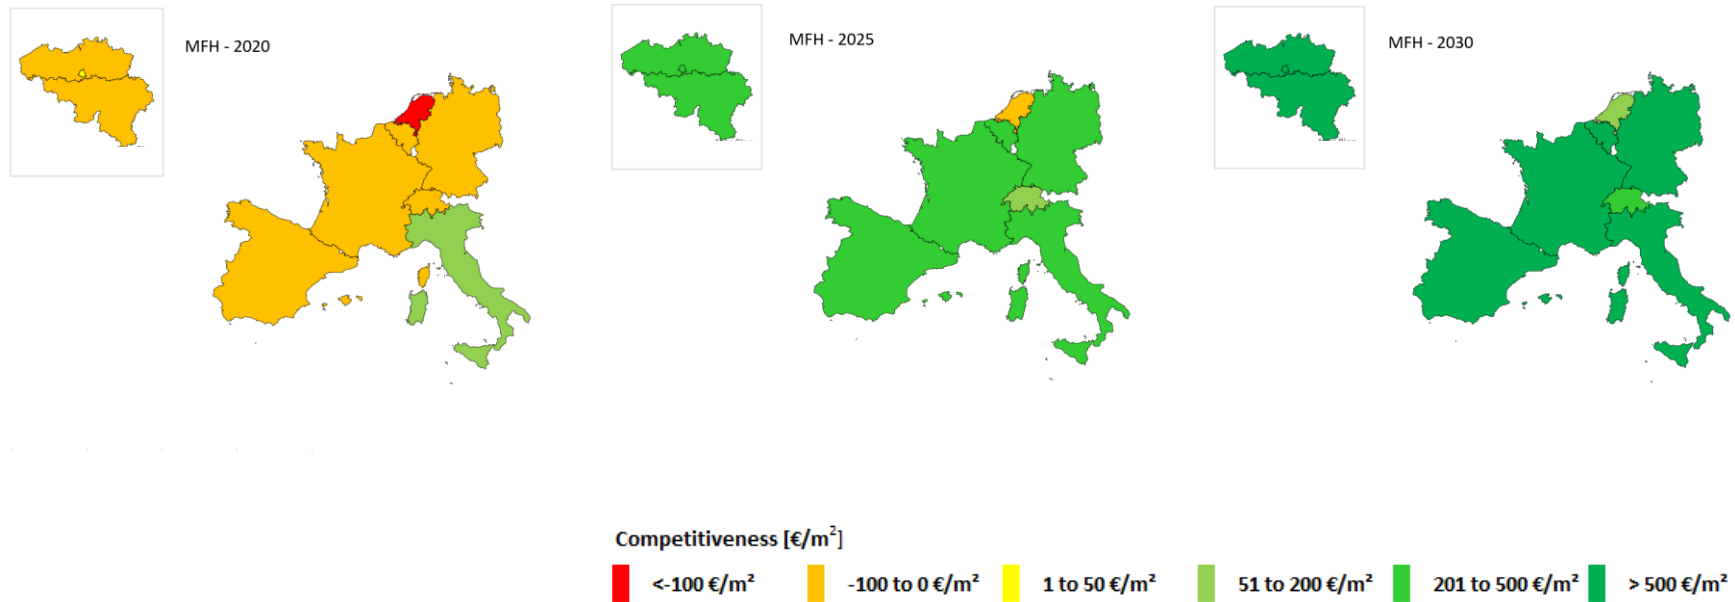 MFH - 2020
MFH - 2025
MFH - 2030
Competitiveness [€/m²]
<-100 €/m²
-100 to 0 €/m²
1 to 50 €/m²
51 to 200 €/m²
201 to 500 €/m²
> 500 €/m²